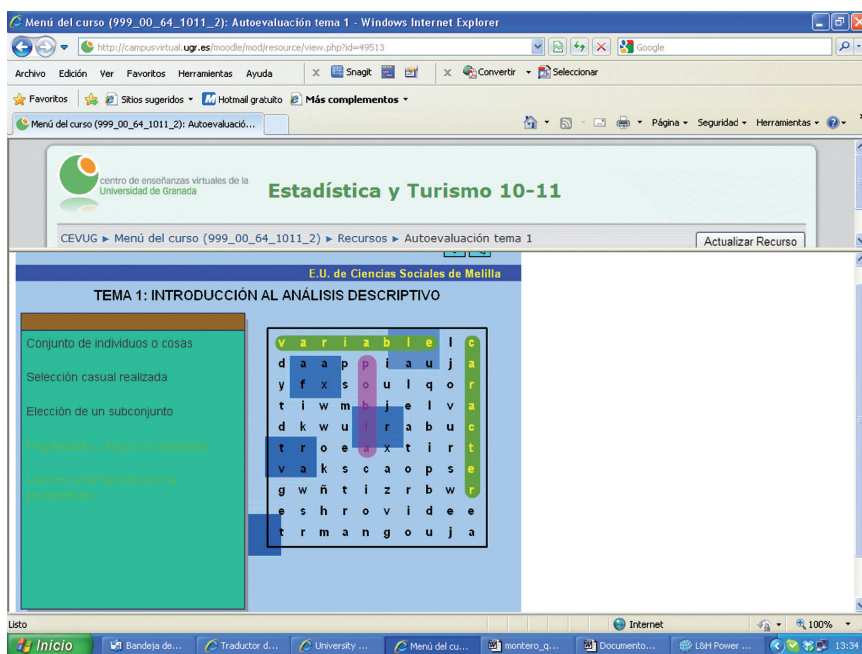 Menú del curso (999_00_64_1011_2): Autoevaluación tema 1 - Windows Internet Explorer
http://campusvirtual.ugr.es/moodle/mod/resource/view.php?id=49513
Google
Archivo Edición Ver Favoritos Herramientas Ayuda x Snagit x Convertir Seleccionar
Favoritos Sitios sugeridos Hotmail gratuito Más complementos
Menú del curso (999_00_64_1011_2): Autoevaluació... Página Seguridad Herramientas
centro de enseñanzas virtuales de la
Universidad de Granada
Estadística y Turismo 10-11
CEVUG ► Menú del curso (999_00_64_1011_2) ► Recursos ► Autoevaluación tema 1 Actualizar Recurso
E.U. de Ciencias Sociales de Melilla
TEMA 1: INTRODUCCIÓN AL ANÁLISIS DESCRIPTIVO
Conjunto de individuos o cosas
Selección casual realizada
Elección de un subconjunto
v a r i a b l e l c
d a a p p i a u j a
y f x s o u l q o r
t i w m b j e l v a
d k w u l r a b u c
t r o e a x t i r t
v a k s c a o p s e
g w ñ t i z r b w r
e s h r o v i d e e
t r m a n g o u j a
Listo Internet 100%
Inicio Bandeja de... Traductor d... University ... Menú del cu... montero_q... Documento... L&H Power ... 13:34